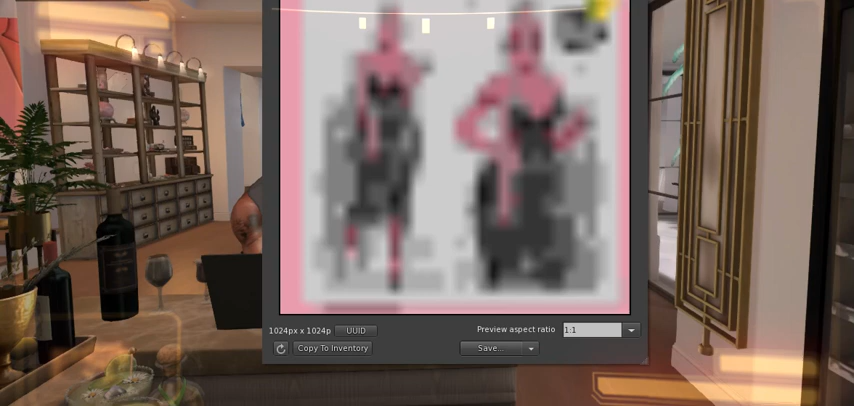 1024px x 1024p UUID Preview aspect ratio 1:1
Copy To Inventory Save...